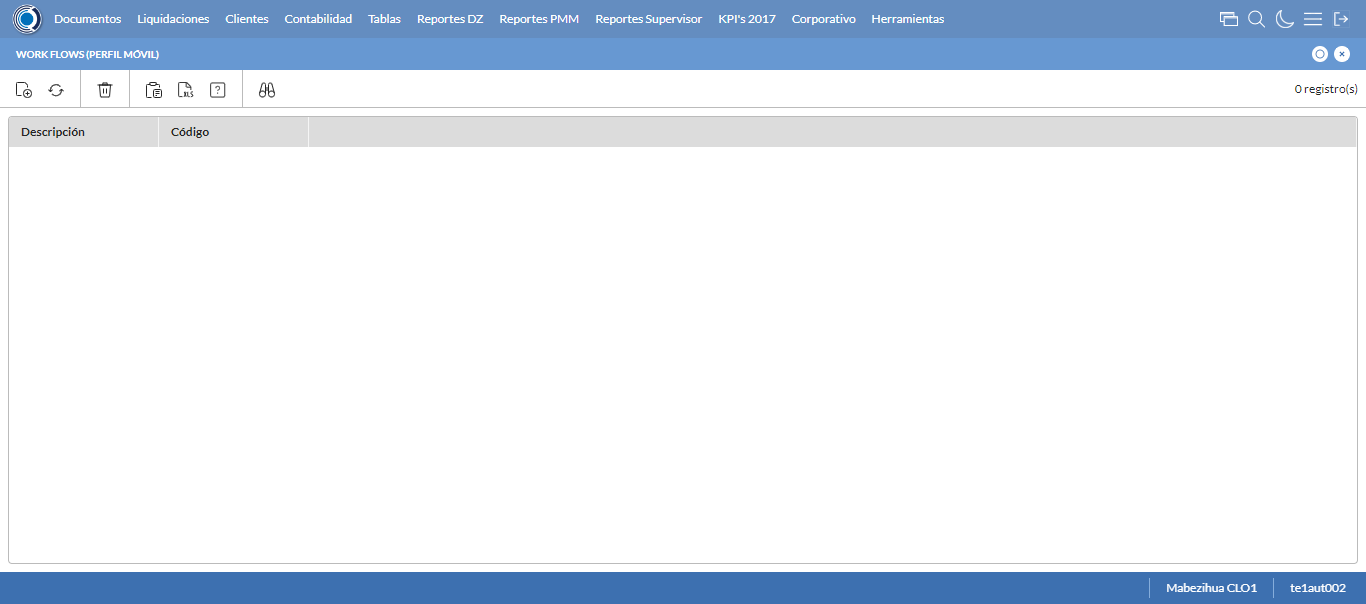 Documentos Liquidaciones Clientes Contabilidad Tablas Reportes DZ Reportes PMM Reportes Supervisor KPI's 2017 Corporativo Herramientas
WORK FLOWS (PERFIL MÓVIL)
XLS ? 0 registro(s)
Descripción Código
Mabezihua CLO1 te1aut002